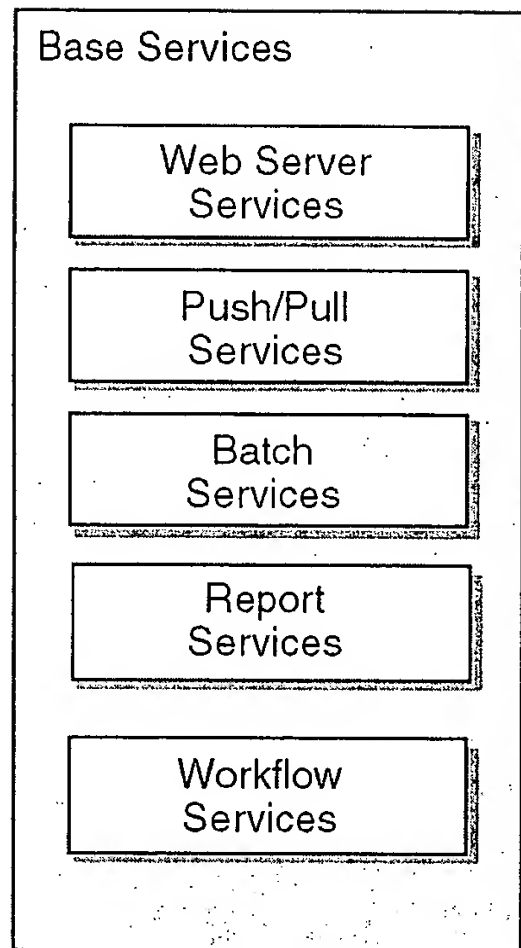 Base Services
Web Server
Services
Push/Pull
Services
Batch
Services
Report
Services
Workflow
Services